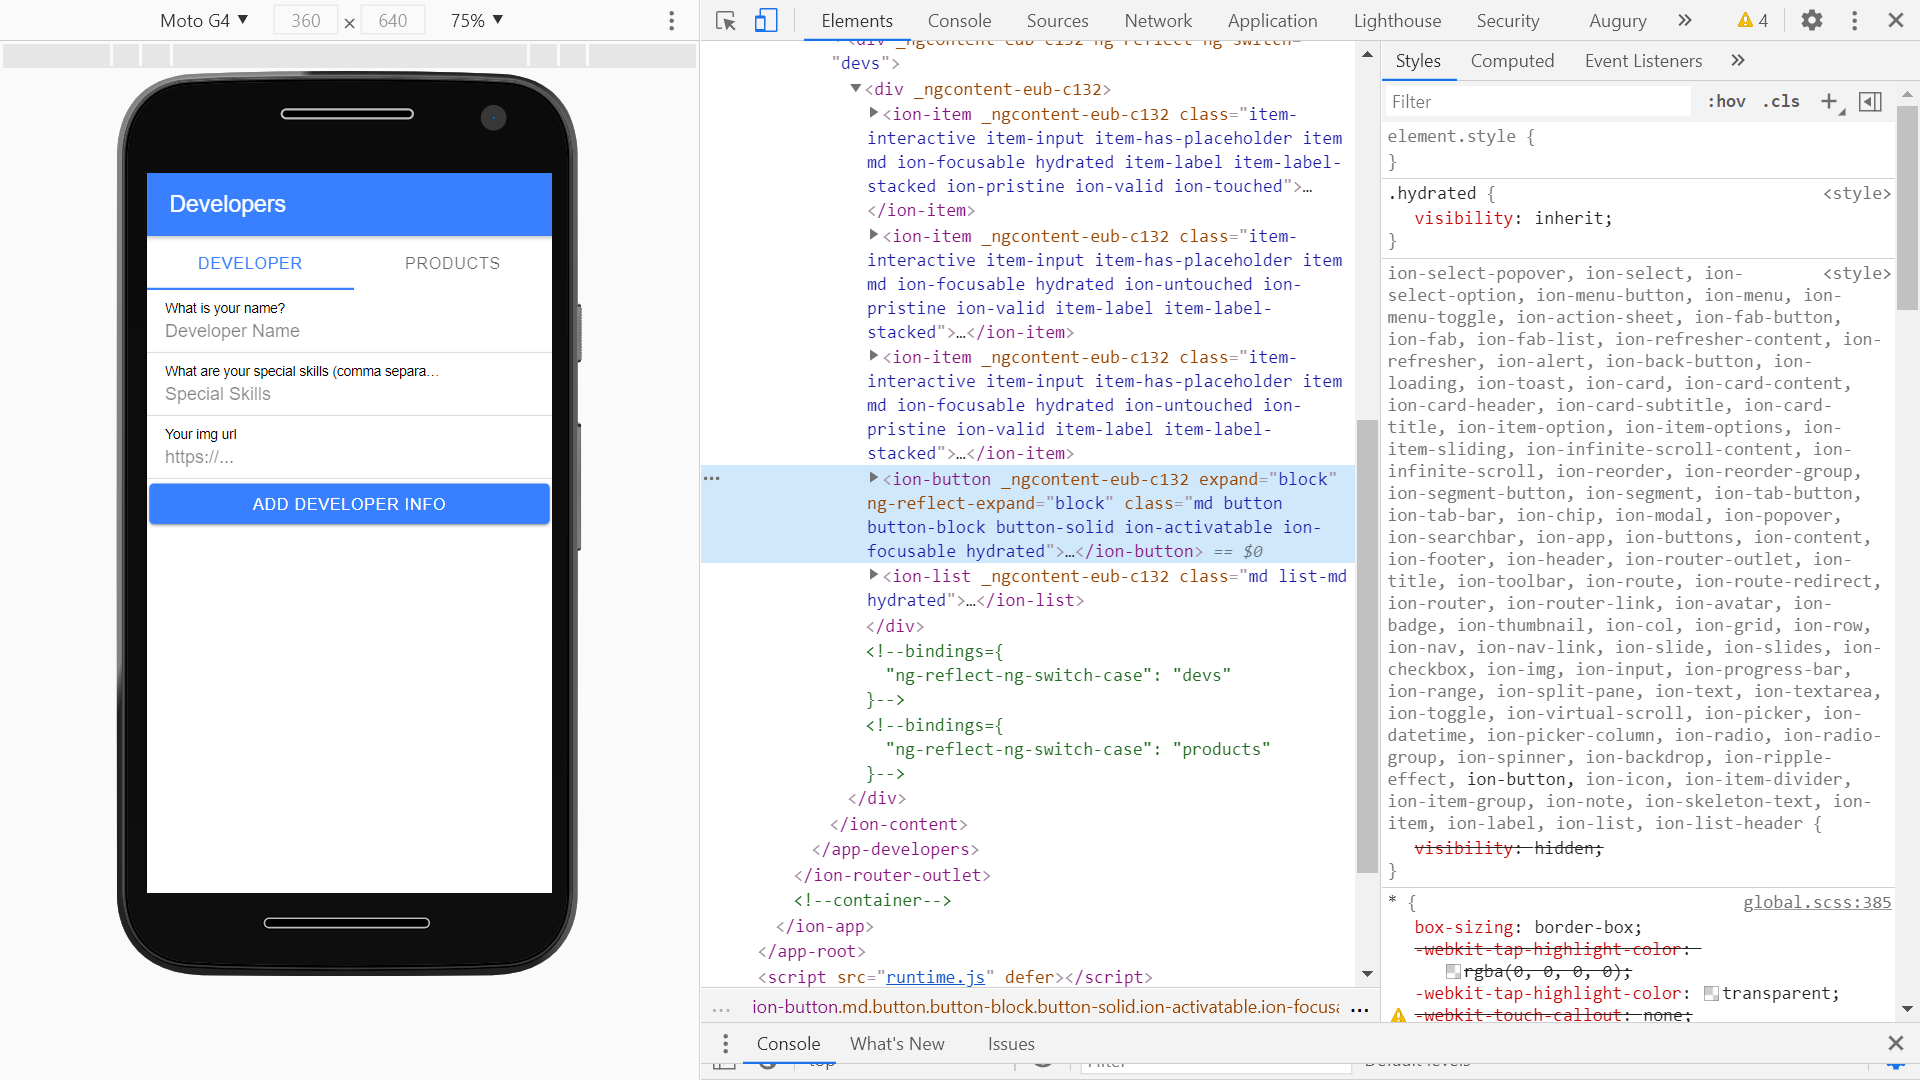 Moto G4 ▼ 360 × 640 75% ▼
Developers
DEVELOPER PRODUCTS
What is your name?
Developer Name
What are your special skills (comma separa…
Special Skills
Your img url
https://...
ADD DEVELOPER INFO
Elements Console Sources Network Application Lighthouse Security Augury » 4
"devs">
▼<div _ngcontent-eub-c132>
▶<ion-item _ngcontent-eub-c132 class="item-
interactive item-input item-has-placeholder item
md ion-focusable hydrated item-label item-label-
stacked ion-pristine ion-valid ion-touched">…
</ion-item>
▶<ion-item _ngcontent-eub-c132 class="item-
interactive item-input item-has-placeholder item
md ion-focusable hydrated ion-untouched ion-
pristine ion-valid item-label item-label-
stacked">…</ion-item>
▶<ion-item _ngcontent-eub-c132 class="item-
interactive item-input item-has-placeholder item
md ion-focusable hydrated ion-untouched ion-
pristine ion-valid item-label item-label-
stacked">…</ion-item>
… ▶<ion-button _ngcontent-eub-c132 expand="block"
ng-reflect-expand="block" class="md button
button-block button-solid ion-activatable ion-
focusable hydrated">…</ion-button> == $0
▶<ion-list _ngcontent-eub-c132 class="md list-md
hydrated">…</ion-list>
</div>
<!--bindings={
"ng-reflect-ng-switch-case": "devs"
}-->
<!--bindings={
"ng-reflect-ng-switch-case": "products"
}-->
</div>
</ion-content>
</app-developers>
</ion-router-outlet>
<!--container-->
</ion-app>
</app-root>
<script src="runtime.js" defer></script>
… ion-button.md.button.button-block.button-solid.ion-activatable.ion-focusa …
Styles Computed Event Listeners »
Filter :hov .cls +
element.style {
}
.hydrated { <style>
visibility: inherit;
}
ion-select-popover, ion-select, ion- <style>
select-option, ion-menu-button, ion-menu, ion-
menu-toggle, ion-action-sheet, ion-fab-button,
ion-fab, ion-fab-list, ion-refresher-content, ion-
refresher, ion-alert, ion-back-button, ion-
loading, ion-toast, ion-card, ion-card-content,
ion-card-header, ion-card-subtitle, ion-card-
title, ion-item-option, ion-item-options, ion-
item-sliding, ion-infinite-scroll-content, ion-
infinite-scroll, ion-reorder, ion-reorder-group,
ion-segment-button, ion-segment, ion-tab-button,
ion-tab-bar, ion-chip, ion-modal, ion-popover,
ion-searchbar, ion-app, ion-buttons, ion-content,
ion-footer, ion-header, ion-router-outlet, ion-
title, ion-toolbar, ion-route, ion-route-redirect,
ion-router, ion-router-link, ion-avatar, ion-
badge, ion-thumbnail, ion-col, ion-grid, ion-row,
ion-nav, ion-nav-link, ion-slide, ion-slides, ion-
checkbox, ion-img, ion-input, ion-progress-bar,
ion-range, ion-split-pane, ion-text, ion-textarea,
ion-toggle, ion-virtual-scroll, ion-picker, ion-
datetime, ion-picker-column, ion-radio, ion-radio-
group, ion-spinner, ion-backdrop, ion-ripple-
effect, ion-button, ion-icon, ion-item-divider,
ion-item-group, ion-note, ion-skeleton-text, ion-
item, ion-label, ion-list, ion-list-header {
visibility: hidden;
}
* { global.scss:385
box-sizing: border-box;
-webkit-tap-highlight-color:
rgba(0, 0, 0, 0);
-webkit-tap-highlight-color: transparent;
-webkit-touch-callout: none;
Console What's New Issues